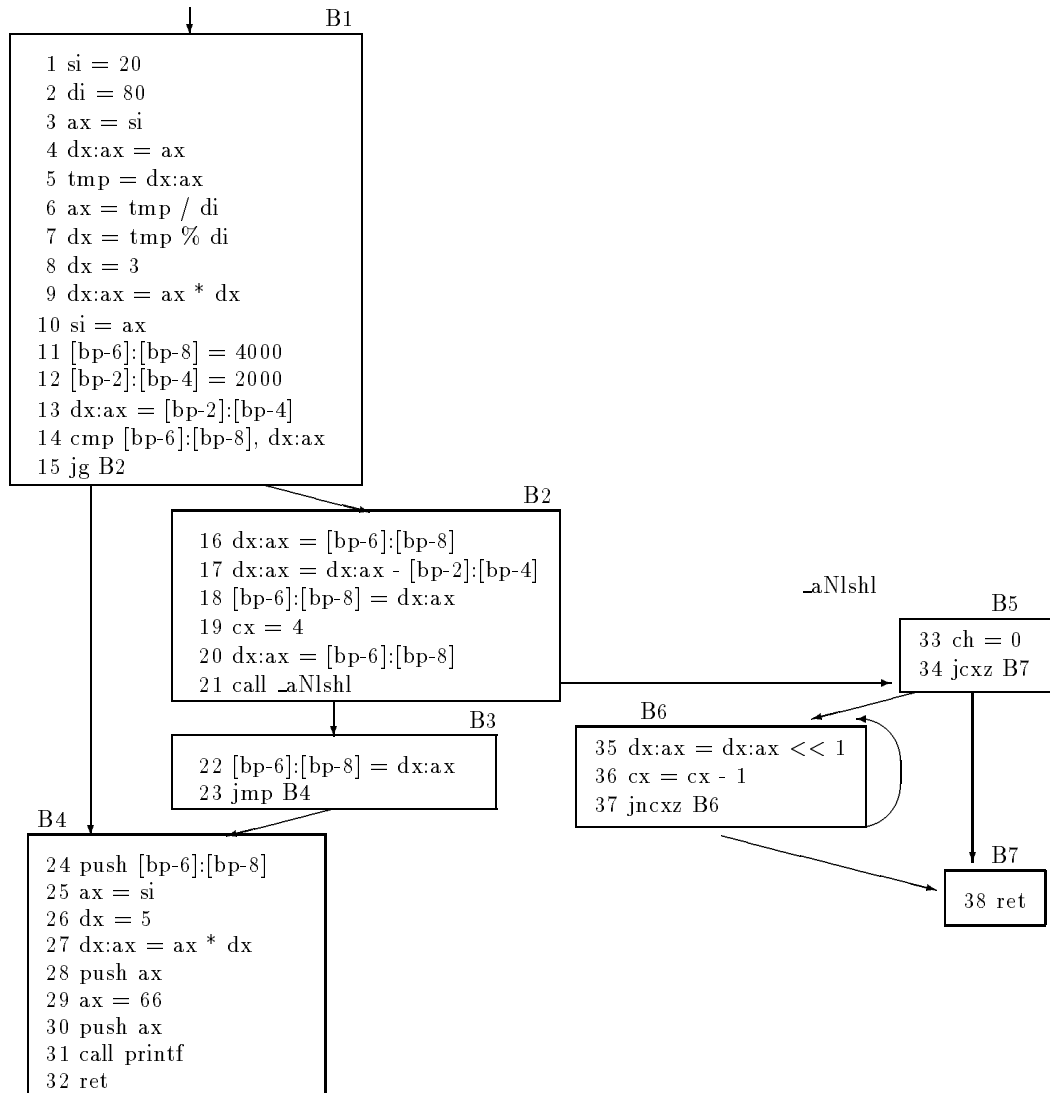 B1
1 si = 20
2 di = 80
3 ax = si
4 dx:ax = ax
5 tmp = dx:ax
6 ax = tmp / di
7 dx = tmp % di
8 dx = 3
9 dx:ax = ax * dx
10 si = ax
11 [bp-6]:[bp-8] = 4000
12 [bp-2]:[bp-4] = 2000
13 dx:ax = [bp-2]:[bp-4]
14 cmp [bp-6]:[bp-8], dx:ax
15 jg B2
B2
16 dx:ax = [bp-6]:[bp-8]
17 dx:ax = dx:ax - [bp-2]:[bp-4]
18 [bp-6]:[bp-8] = dx:ax
19 cx = 4
20 dx:ax = [bp-6]:[bp-8]
21 call _aNlshl
B3
22 [bp-6]:[bp-8] = dx:ax
23 jmp B4
B4
24 push [bp-6]:[bp-8]
25 ax = si
26 dx = 5
27 dx:ax = ax * dx
28 push ax
29 ax = 66
30 push ax
31 call printf
32 ret
_aNlshl
B5
33 ch = 0
34 jcxz B7
B6
35 dx:ax = dx:ax << 1
36 cx = cx - 1
37 jncxz B6
B7
38 ret